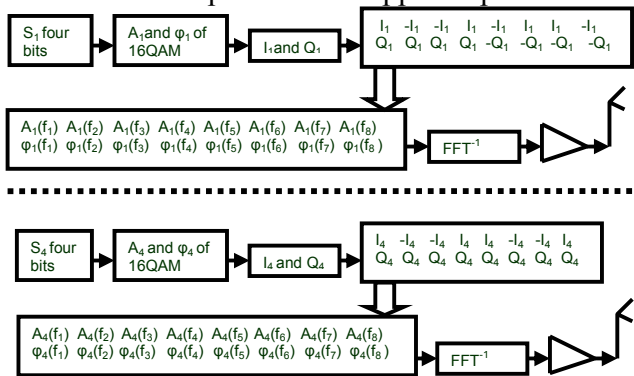 S₁ four
bits
A₁and φ₁ of
16QAM
I₁and Q₁
I₁ -I₁ -I₁ I₁ -I₁ I₁ I₁ -I₁
Q₁ Q₁ Q₁ Q₁ -Q₁ -Q₁ -Q₁ -Q₁
A₁(f₁) A₁(f₂) A₁(f₃) A₁(f₄) A₁(f₅) A₁(f₆) A₁(f₇) A₁(f₈)
φ₁(f₁) φ₁(f₂) φ₁(f₃) φ₁(f₄) φ₁(f₅) φ₁(f₆) φ₁(f₇) φ₁(f₈ )
FFT⁻¹
S₄ four
bits
A₄ and φ₄ of
16QAM
I₄ and Q₄
I₄ -I₄ -I₄ I₄ I₄ -I₄ -I₄ I₄
Q₄ Q₄ Q₄ Q₄ Q₄ Q₄ Q₄ Q₄
A₄(f₁) A₄(f₂) A₄(f₃) A₄(f₄) A₄(f₅) A₄(f₆) A₄(f₇) A₄(f₈)
φ₄(f₁) φ₄(f₂) φ₄(f₃) φ₄(f₄) φ₄(f₅) φ₄(f₆) φ₄(f₇) φ₄(f₈ )
FFT⁻¹